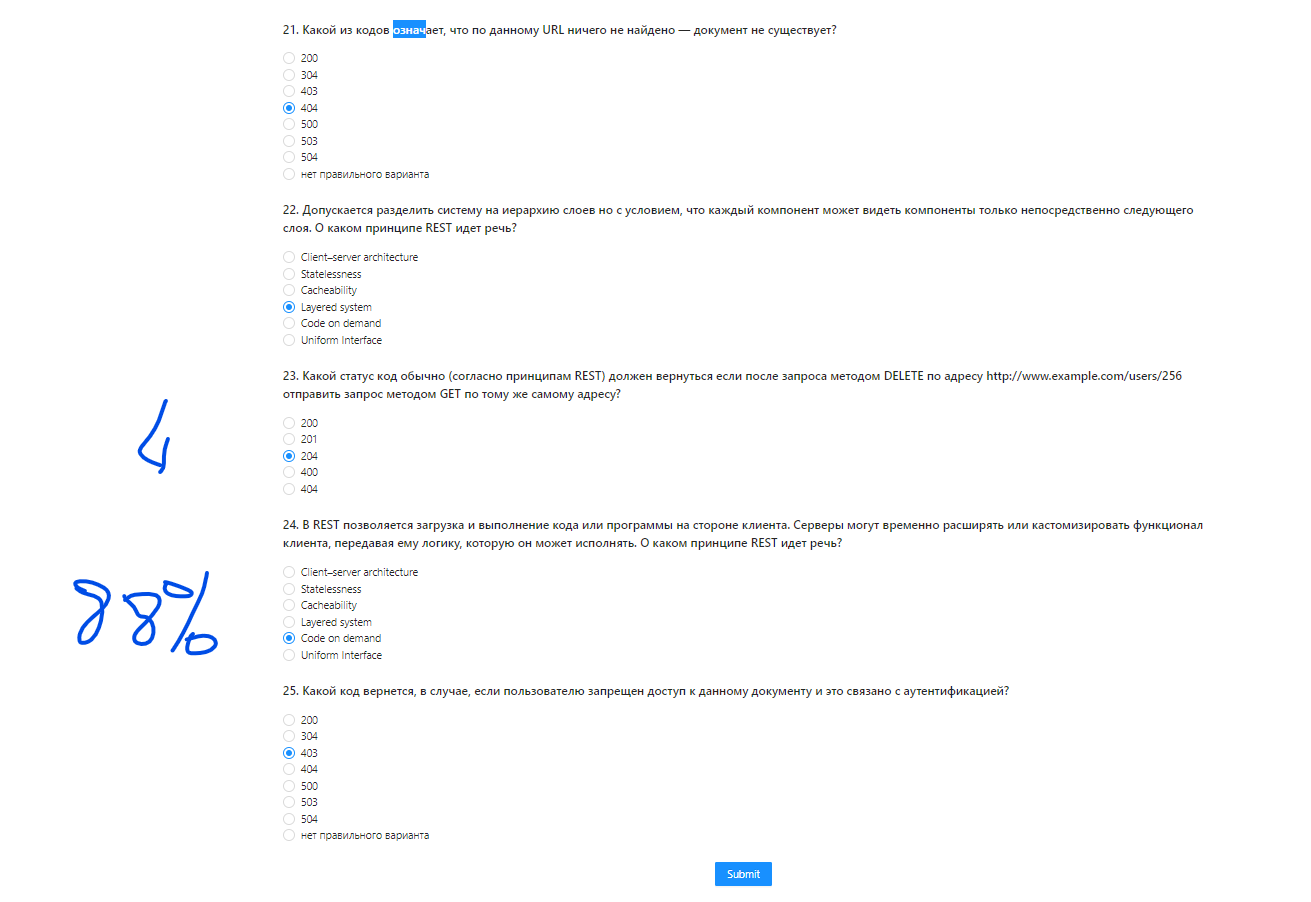 21. Какой из кодов означает, что по данному URL ничего не найдено — документ не существует?
200
304
403
404
500
503
504
нет правильного варианта
22. Допускается разделить систему на иерархию слоев но с условием, что каждый компонент может видеть компоненты только непосредственно следующего
слоя. О каком принципе REST идет речь?
Client–server architecture
Statelessness
Cacheability
Layered system
Code on demand
Uniform Interface
23. Какой статус код обычно (согласно принципам REST) должен вернуться если после запроса методом DELETE по адресу http://www.example.com/users/256
отправить запрос методом GET по тому же самому адресу?
200
201
204
400
404
4
24. В REST позволяется загрузка и выполнение кода или программы на стороне клиента. Серверы могут временно расширять или кастомизировать функционал
клиента, передавая ему логику, которую он может исполнять. О каком принципе REST идет речь?
Client–server architecture
Statelessness
Cacheability
Layered system
Code on demand
Uniform Interface
88%
25. Какой код вернется, в случае, если пользователю запрещен доступ к данному документу и это связано с аутентификацией?
200
304
403
404
500
503
504
нет правильного варианта
Submit